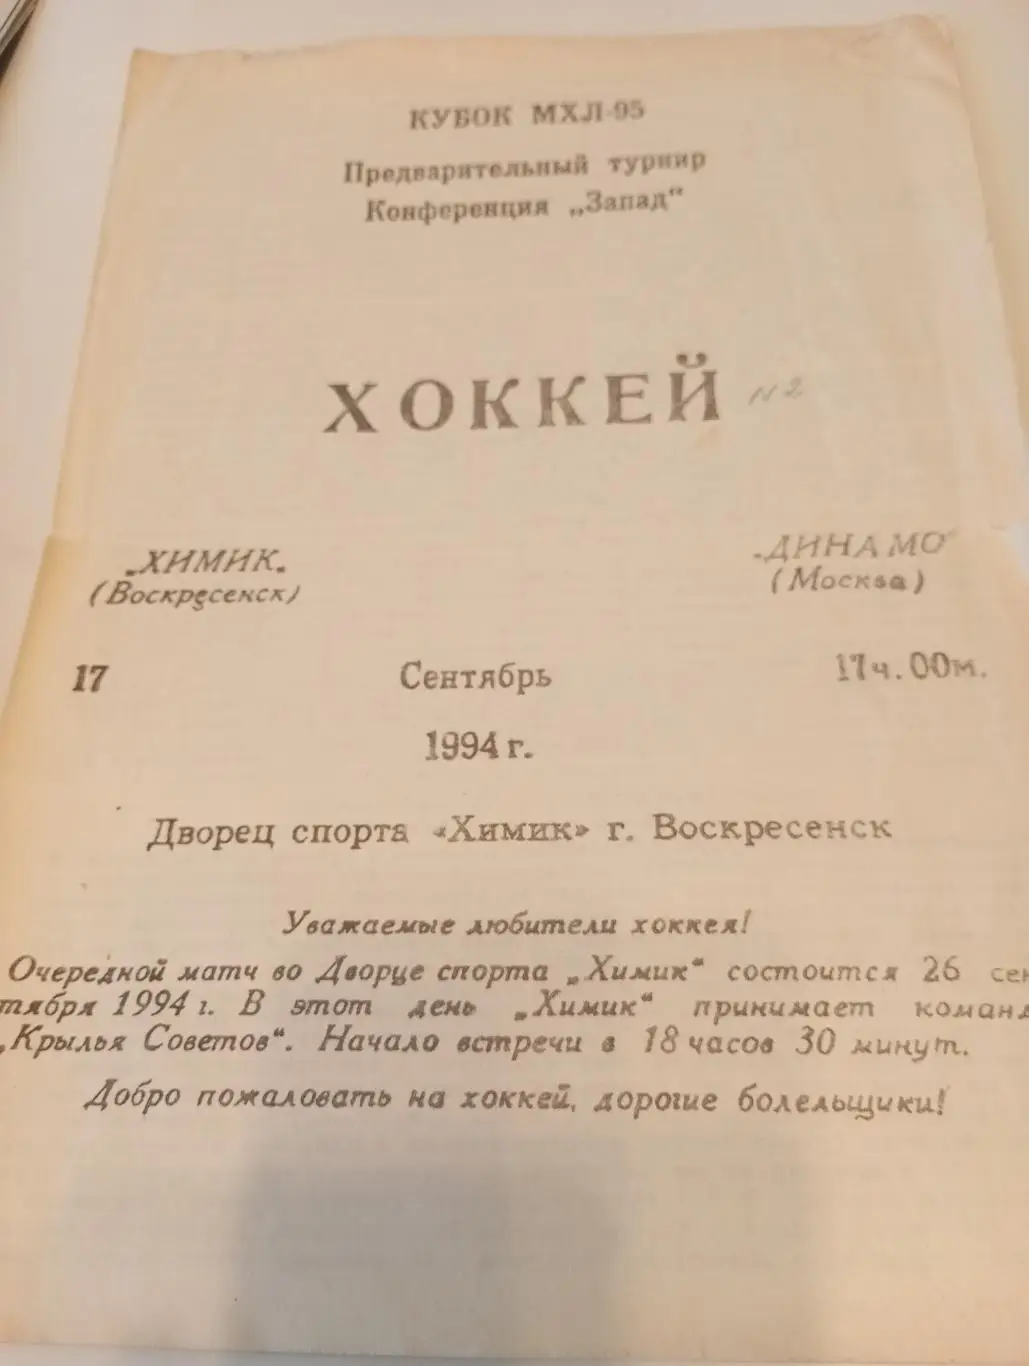 КУБОК МХЛ-95
Предварительный турнир
Конференция „Запад“
ХОККЕЙ №2
„ХИМИК„ „ДИНАМО“
(Воскресенск) (Москва)
17 Сентябрь 17ч.00м.
1994 г.
Дворец спорта «Химик» г. Воскресенск
Уважаемые любители хоккея!
Очередной матч во Дворце спорта „Химик“ состоится 26 сен
тября 1994 г. В этот день „Химик“ принимает команд
„Крылья Советов“. Начало встречи в 18 часов 30 минут.
Добро пожаловать на хоккей, дорогие болельщики!